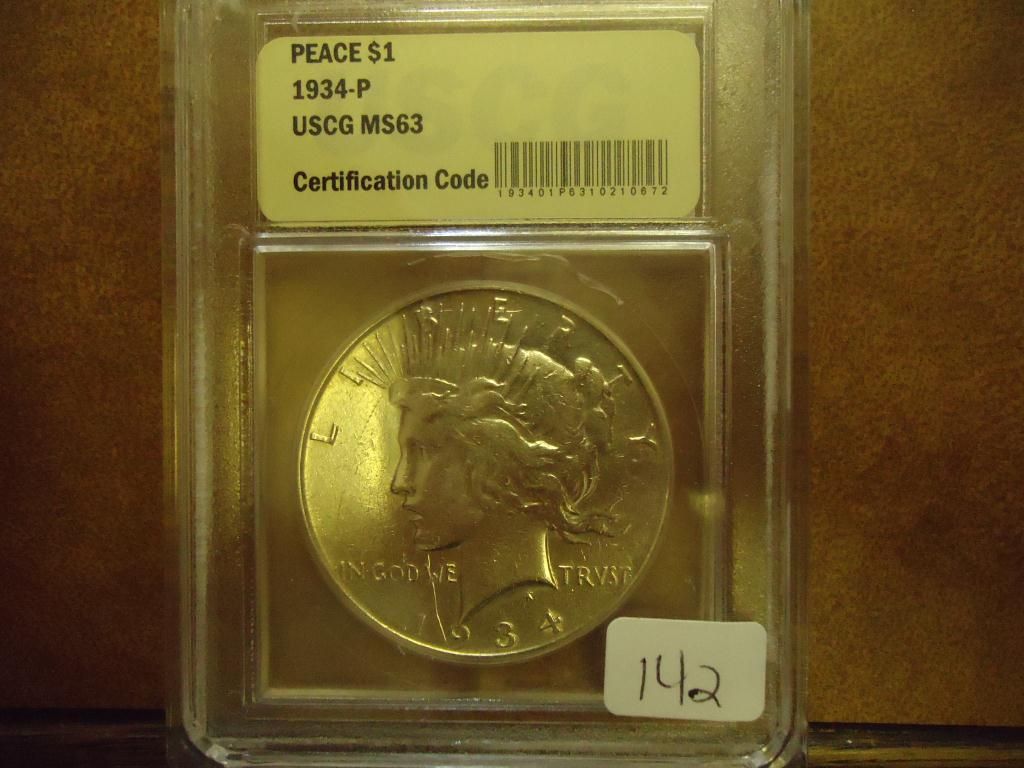 PEACE $1
1934-P
USCG MS63
Certification Code
193401P6310210672
LIBERTY
IN GOD WE TRVST
1934
142